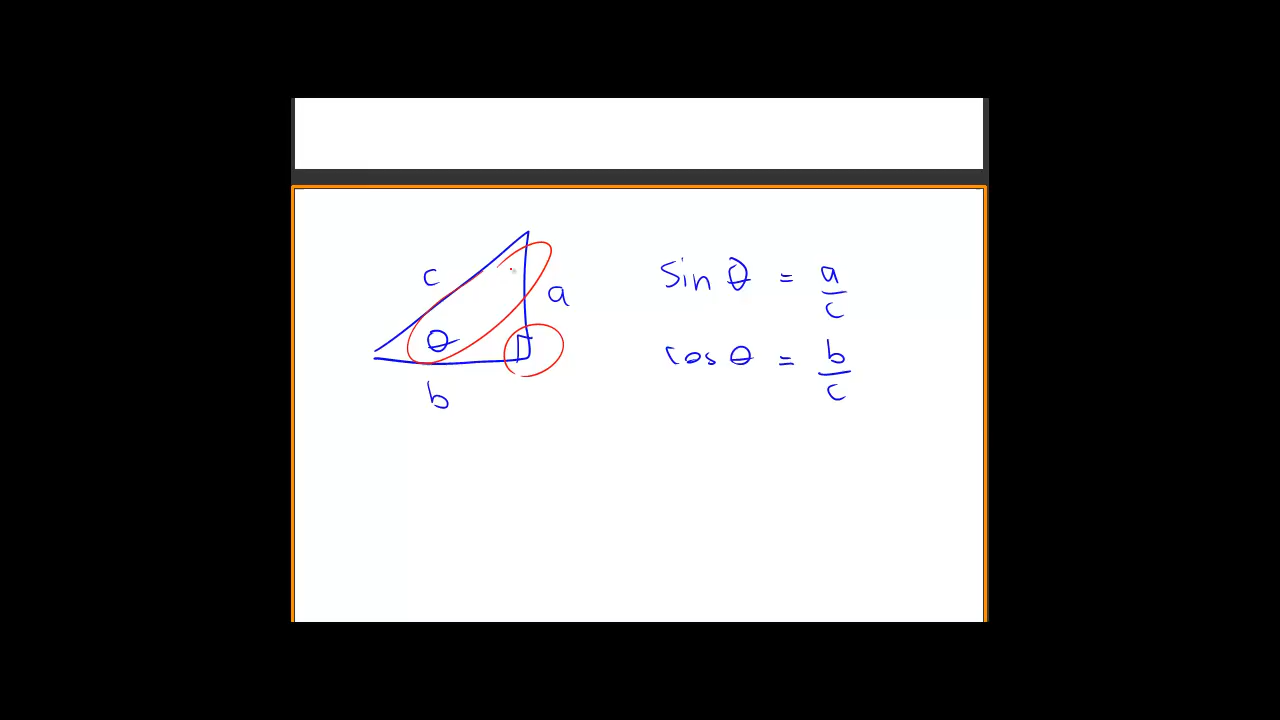 c
a
θ
b
sin θ = a/c
cos θ = b/c